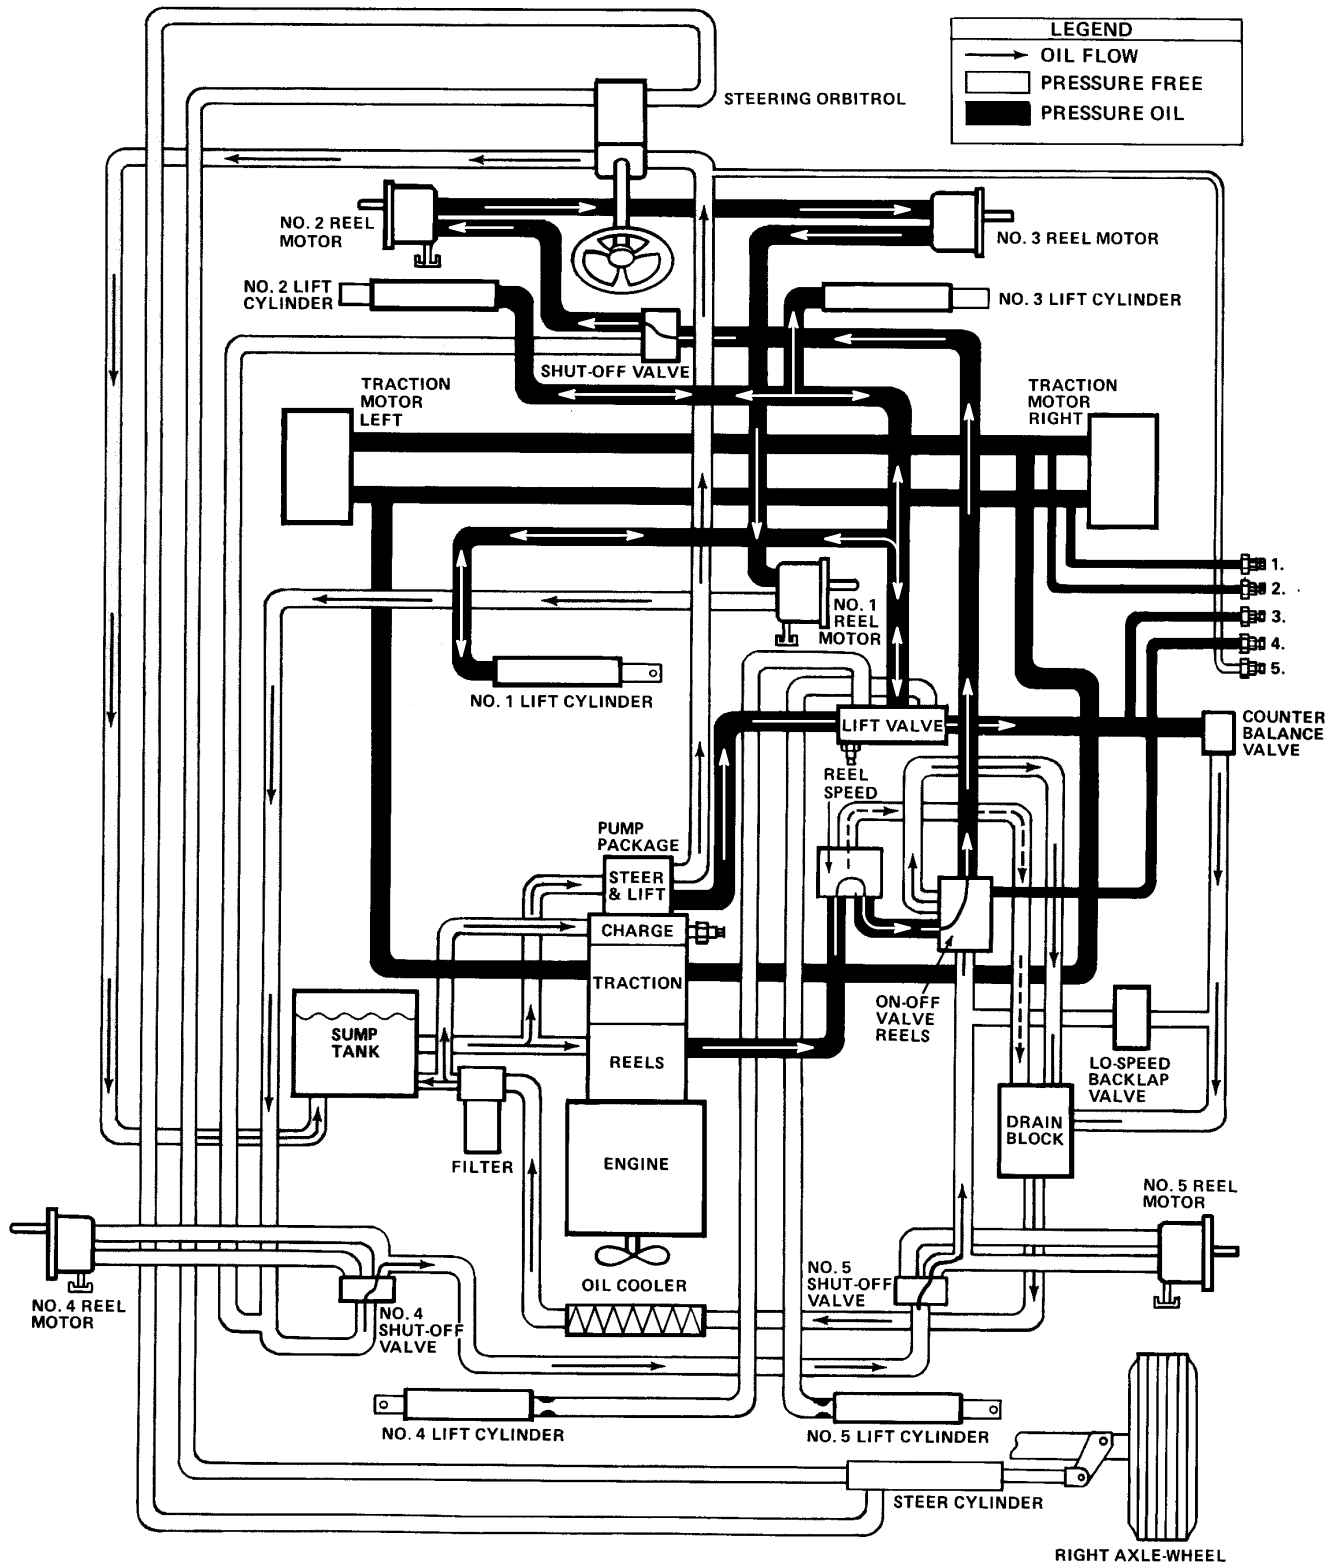 LEGEND
OIL FLOW
PRESSURE FREE
PRESSURE OIL
STEERING ORBITROL
NO. 2 REEL
MOTOR
NO. 3 REEL MOTOR
NO. 2 LIFT
CYLINDER
NO. 3 LIFT CYLINDER
SHUT-OFF VALVE
TRACTION
MOTOR
LEFT
TRACTION
MOTOR
RIGHT
1.
2.
3.
4.
5.
NO. 1
REEL
MOTOR
NO. 1 LIFT CYLINDER
LIFT VALVE
COUNTER
BALANCE
VALVE
REEL
SPEED
PUMP
PACKAGE
STEER
& LIFT
CHARGE
TRACTION
REELS
ON-OFF
VALVE
REELS
SUMP
TANK
LO-SPEED
BACKLAP
VALVE
DRAIN
BLOCK
FILTER
ENGINE
NO. 5 REEL
MOTOR
OIL COOLER
NO. 5
SHUT-OFF
VALVE
NO. 4 REEL
MOTOR
NO. 4
SHUT-OFF
VALVE
NO. 4 LIFT CYLINDER
NO. 5 LIFT CYLINDER
STEER CYLINDER
RIGHT AXLE-WHEEL